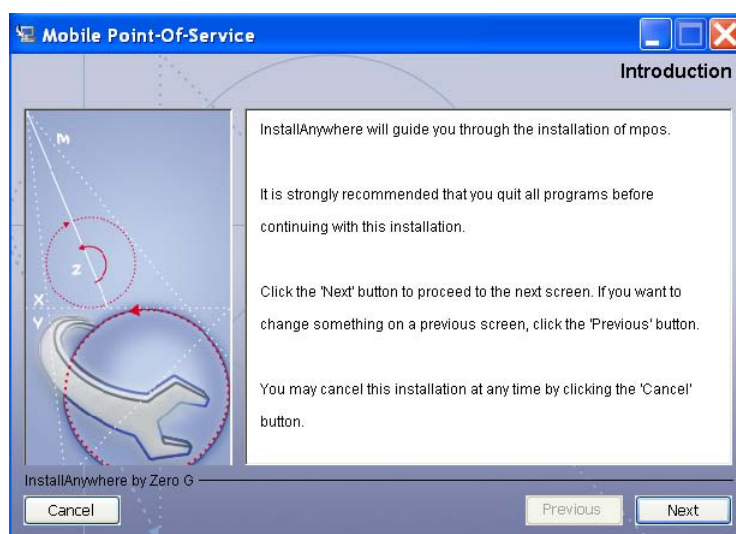 Mobile Point-Of-Service
Introduction
M
Z
X
Y
InstallAnywhere will guide you through the installation of mpos.
It is strongly recommended that you quit all programs before
continuing with this installation.
Click the 'Next' button to proceed to the next screen. If you want to
change something on a previous screen, click the 'Previous' button.
You may cancel this installation at any time by clicking the 'Cancel'
button.
InstallAnywhere by Zero G
Cancel
Previous
Next